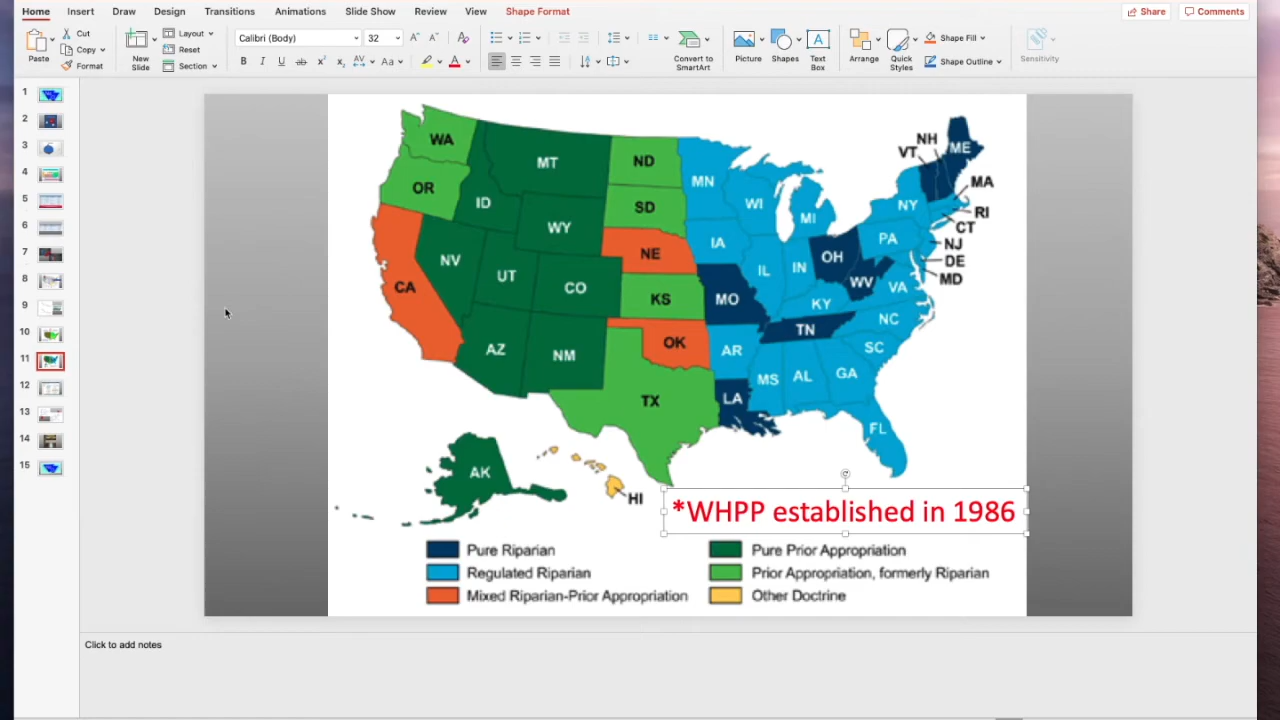 Home Insert Draw Design Transitions Animations Slide Show Review View Shape Format Share Comments
Paste Cut Copy Format
New Slide Layout Reset Section
Calibri (Body) 32
Convert to SmartArt
Picture Shapes Text Box Arrange Quick Styles Shape Fill Shape Outline Sensitivity
1
2
3
4
5
6
7
8
9
10
11
12
13
14
15
WA MT ND MN OR ID WY SD WI MI NY VT NH ME MA RI CT NJ DE MD
NV UT CO NE IA IL IN OH PA WV VA
CA AZ NM KS OK MO KY TN NC SC
TX AR LA MS AL GA FL
AK HI
*WHPP established in 1986
Pure Riparian
Regulated Riparian
Mixed Riparian-Prior Appropriation
Pure Prior Appropriation
Prior Appropriation, formerly Riparian
Other Doctrine
Click to add notes